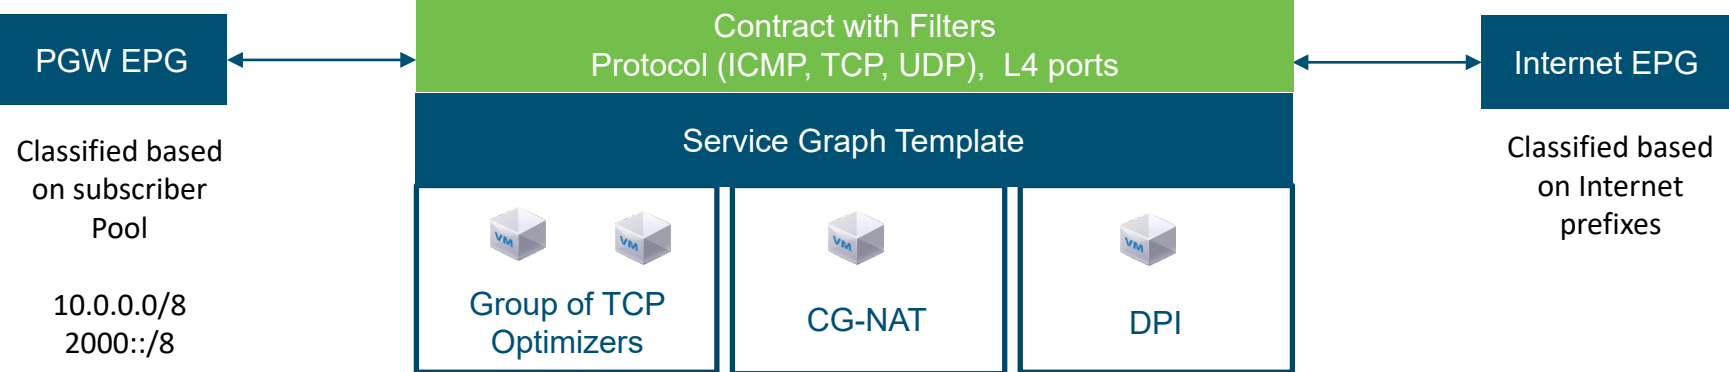 PGW EPG
Classified based
on subscriber
Pool
10.0.0.0/8
2000::/8
Contract with Filters
Protocol (ICMP, TCP, UDP), L4 ports
Service Graph Template
VM
VM
Group of TCP
Optimizers
VM
CG-NAT
VM
DPI
Internet EPG
Classified based
on Internet
prefixes